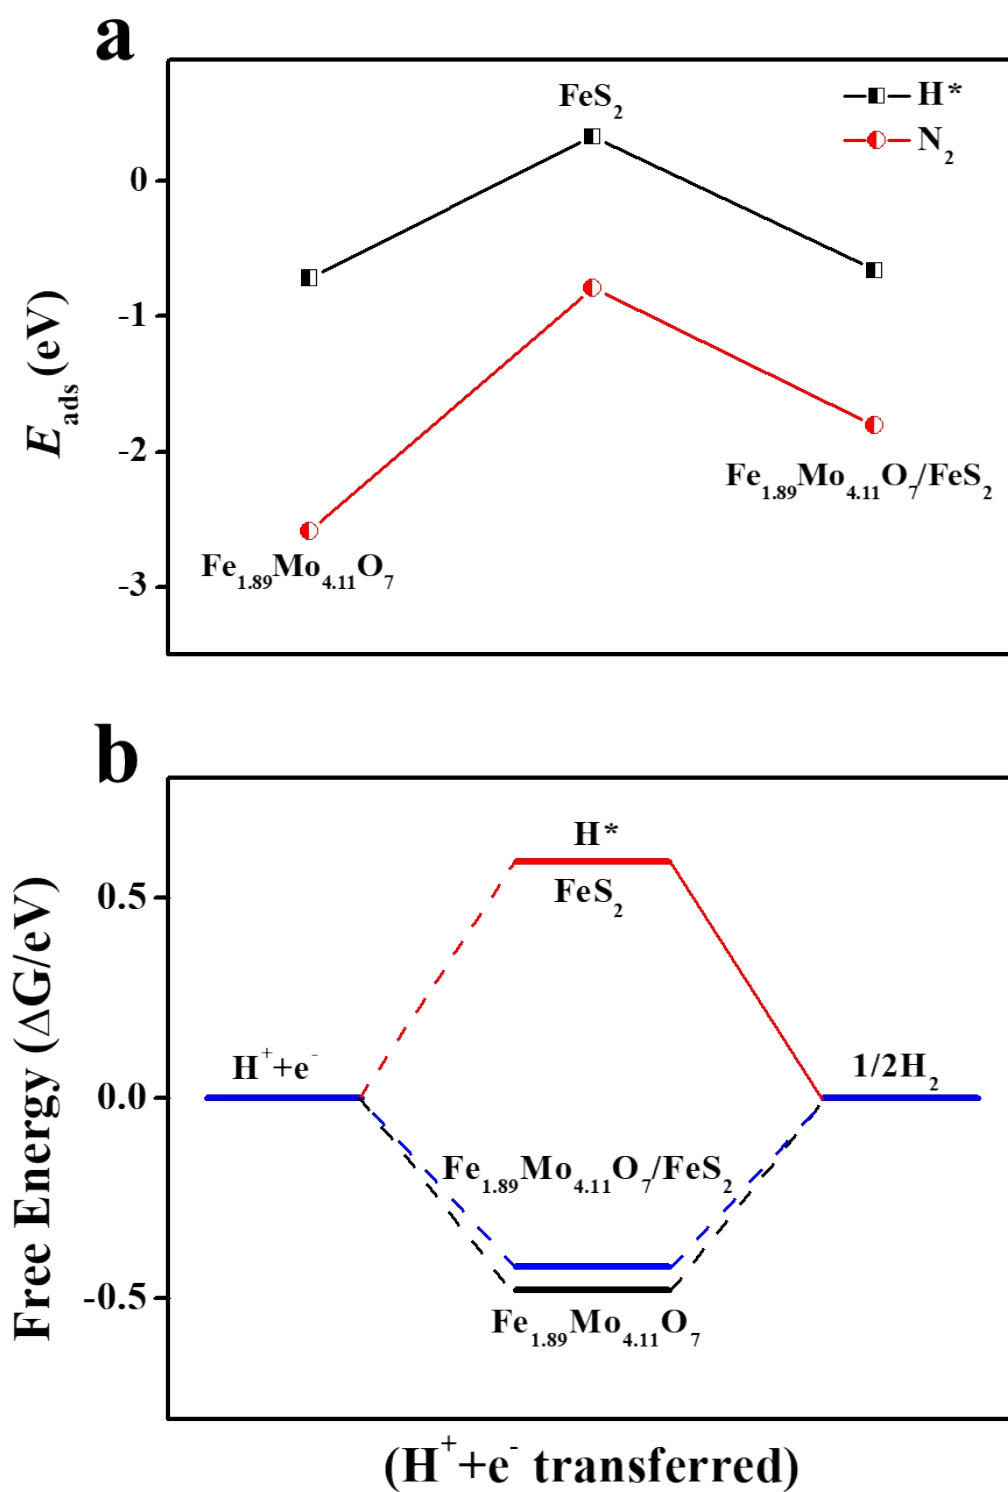 a
FeS₂
H*
N₂
0
-1
-2
-3
E_ads (eV)
Fe₁.₈₉Mo₄.₁₁O₇/FeS₂
Fe₁.₈₉Mo₄.₁₁O₇
b
H*
FeS₂
0.5
0.0
-0.5
Free Energy (ΔG/eV)
H⁺+e⁻
1/2H₂
Fe₁.₈₉Mo₄.₁₁O₇/FeS₂
Fe₁.₈₉Mo₄.₁₁O₇
(H⁺+e⁻ transferred)